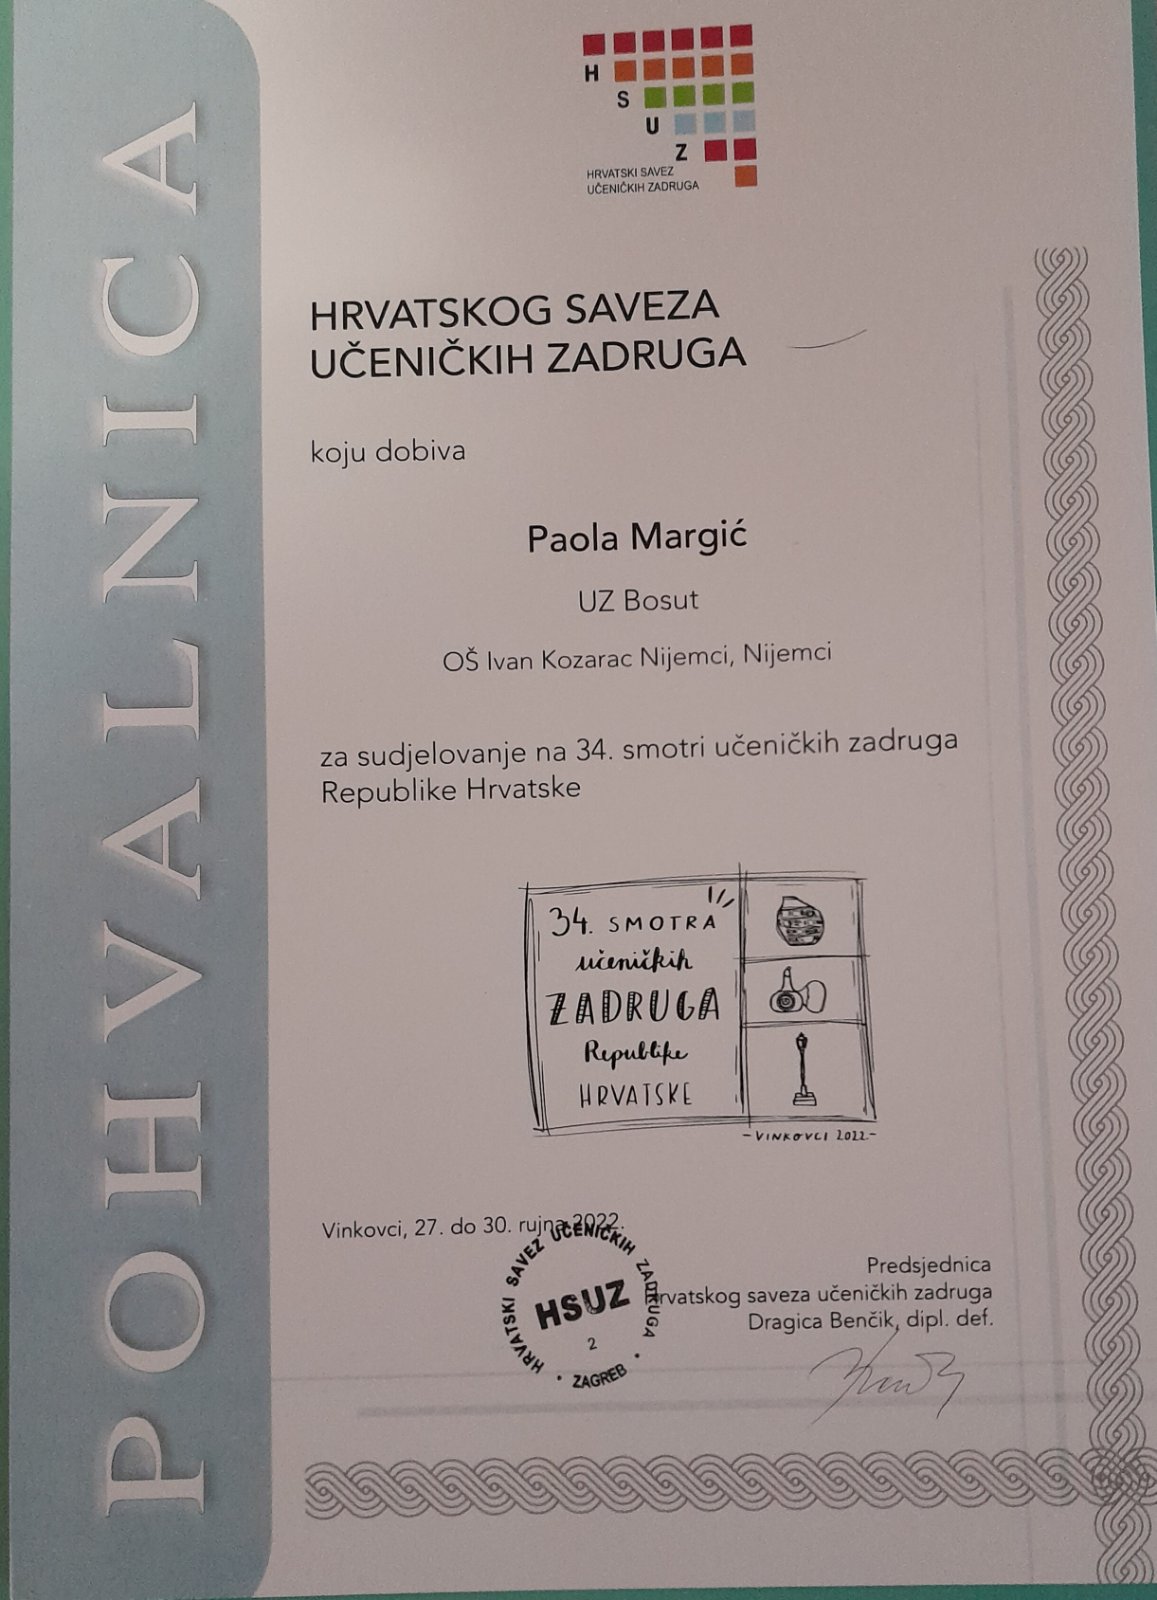 POHVALNICA
H
S
U
Z
HRVATSKI SAVEZ
UČENIČKIH ZADRUGA
HRVATSKOG SAVEZA
UČENIČKIH ZADRUGA
koju dobiva
Paola Margić
UZ Bosut
OŠ Ivan Kozarac Nijemci, Nijemci
za sudjelovanje na 34. smotri učeničkih zadruga
Republike Hrvatske
34. SMOTRA
učeničkih
ZADRUGA
Republike
HRVATSKE
-VINKOVCI 2022.-
Vinkovci, 27. do 30. rujna 2022.
HRVATSKI SAVEZ UČENIČKIH ZADRUGA
HSUZ
2
• ZAGREB •
Predsjednica
Hrvatskog saveza učeničkih zadruga
Dragica Benčik, dipl. def.